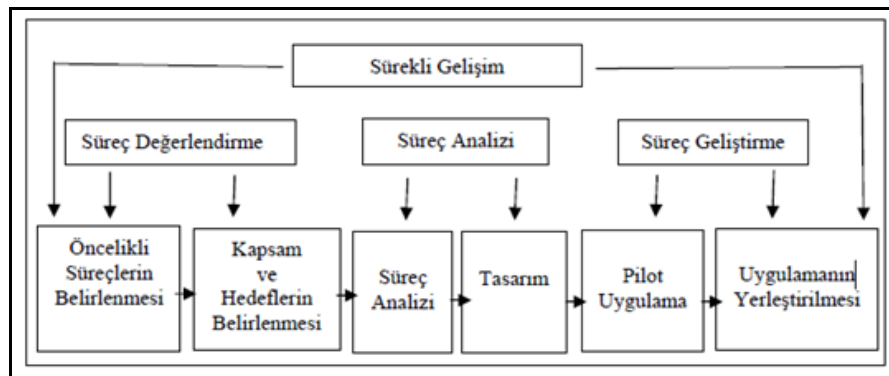 Sürekli Gelişim
Süreç Değerlendirme
Süreç Analizi
Süreç Geliştirme
Öncelikli
Süreçlerin
Belirlenmesi
Kapsam
ve
Hedeflerin
Belirlenmesi
Süreç
Analizi
Tasarım
Pilot
Uygulama
Uygulamanın
Yerleştirilmesi